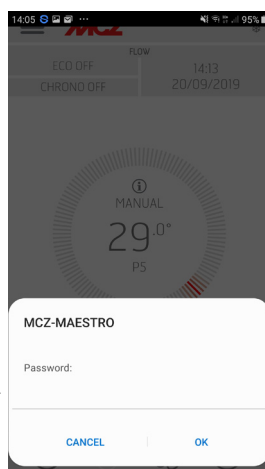 14:05 95%
MCZ
FLOW
ECO OFF
14:13
CHRONO OFF
20/09/2019
MANUAL
29.0°
P5
MCZ-MAESTRO
Password:
CANCEL
OK